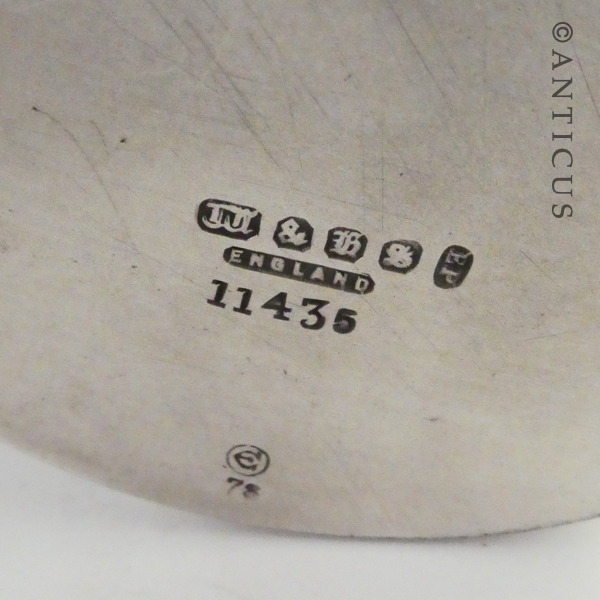 W & B S EP
ENGLAND
11435
E
78
© ANTICUS